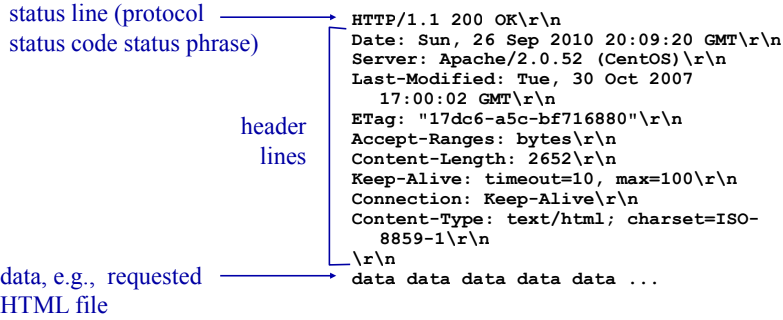 status line (protocol
status code status phrase)
header
lines
data, e.g., requested
HTML file
HTTP/1.1 200 OK\r\n
Date: Sun, 26 Sep 2010 20:09:20 GMT\r\n
Server: Apache/2.0.52 (CentOS)\r\n
Last-Modified: Tue, 30 Oct 2007
17:00:02 GMT\r\n
ETag: "17dc6-a5c-bf716880"\r\n
Accept-Ranges: bytes\r\n
Content-Length: 2652\r\n
Keep-Alive: timeout=10, max=100\r\n
Connection: Keep-Alive\r\n
Content-Type: text/html; charset=ISO-
8859-1\r\n
\r\n
data data data data data ...